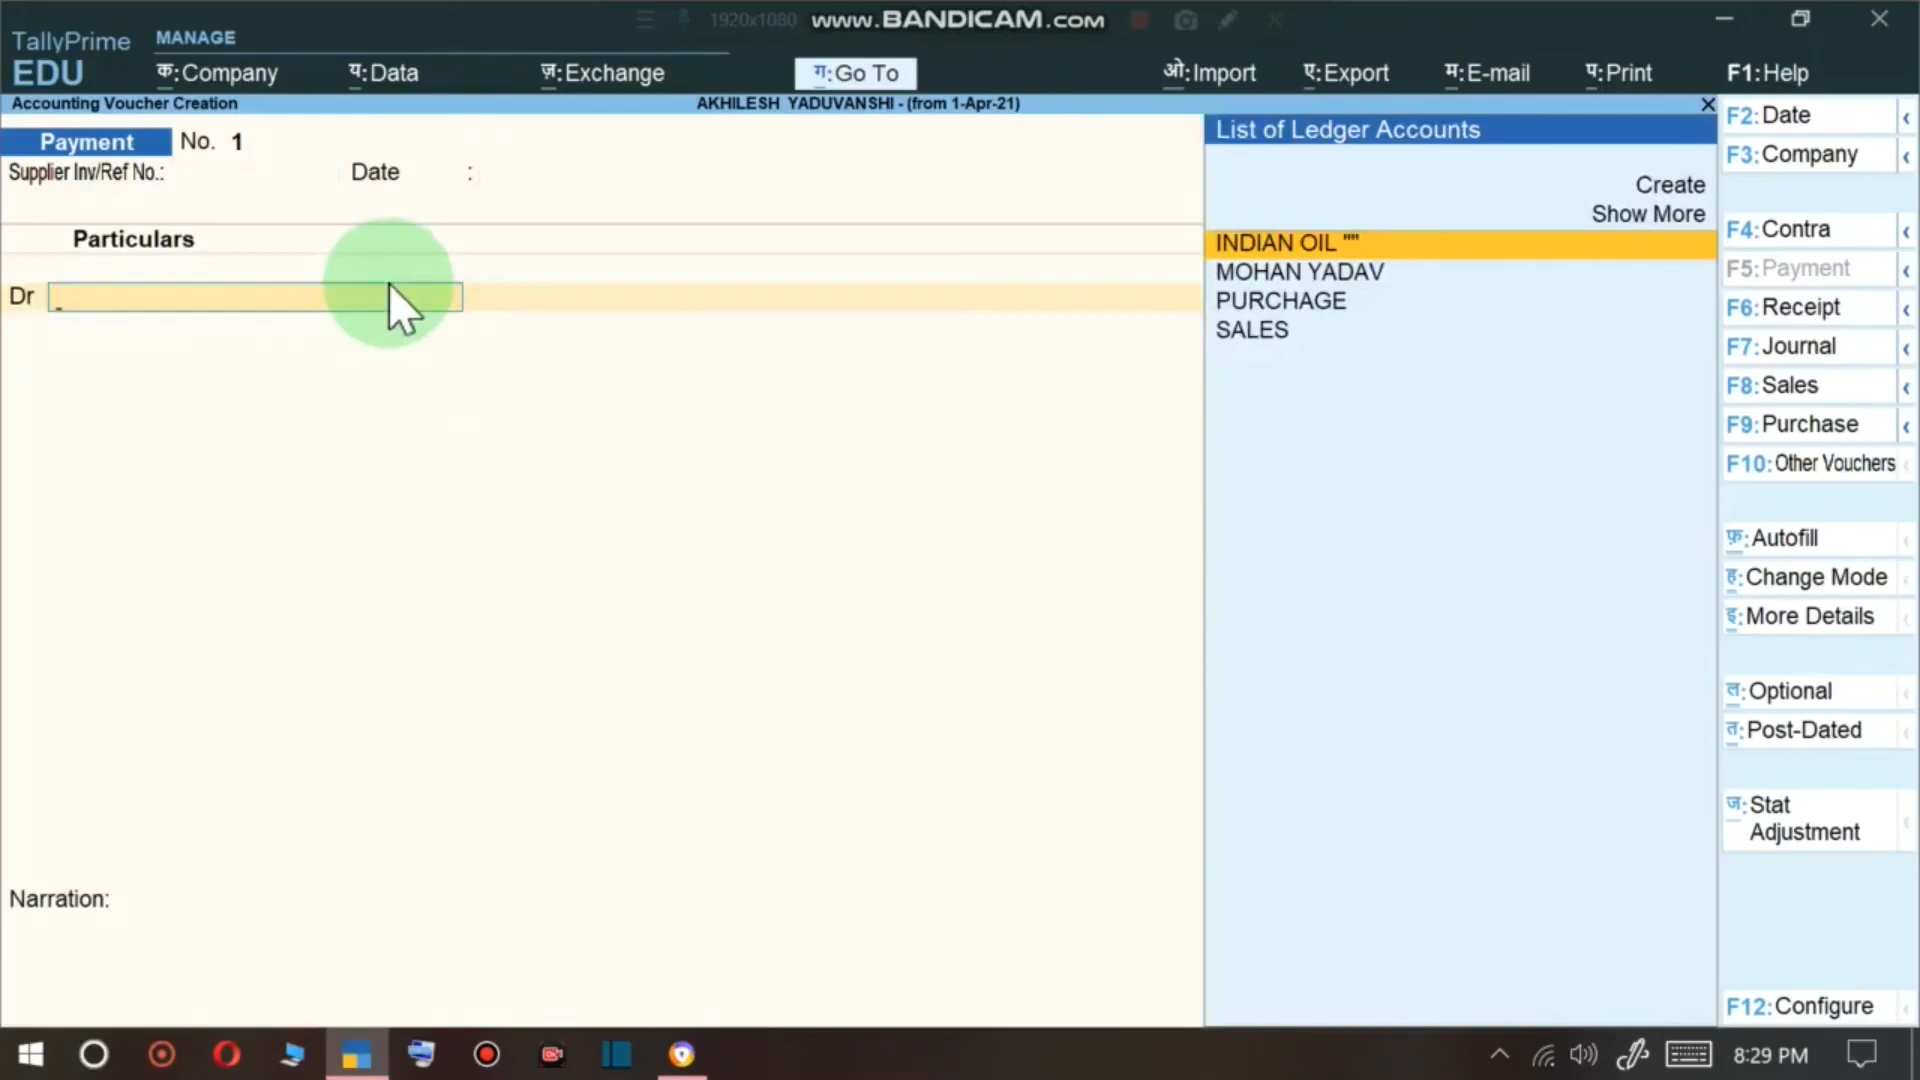 1920x1080 www.BANDICAM.com
TallyPrime MANAGE
EDU क:Company य:Data ज़:Exchange ग:Go To ओ:Import ए:Export म:E-mail प:Print F1:Help
Accounting Voucher Creation AKHILESH YADUVANSHI - (from 1-Apr-21)
Payment No. 1
Supplier Inv/Ref No.: Date :
Particulars
Dr
Narration:
List of Ledger Accounts
Create
Show More
INDIAN OIL ""
MOHAN YADAV
PURCHAGE
SALES
F2:Date
F3:Company
F4:Contra
F5:Payment
F6:Receipt
F7:Journal
F8:Sales
F9:Purchase
F10:Other Vouchers
फ़:Autofill
ह:Change Mode
इ:More Details
ल:Optional
त:Post-Dated
ज:Stat
Adjustment
F12:Configure
8:29 PM